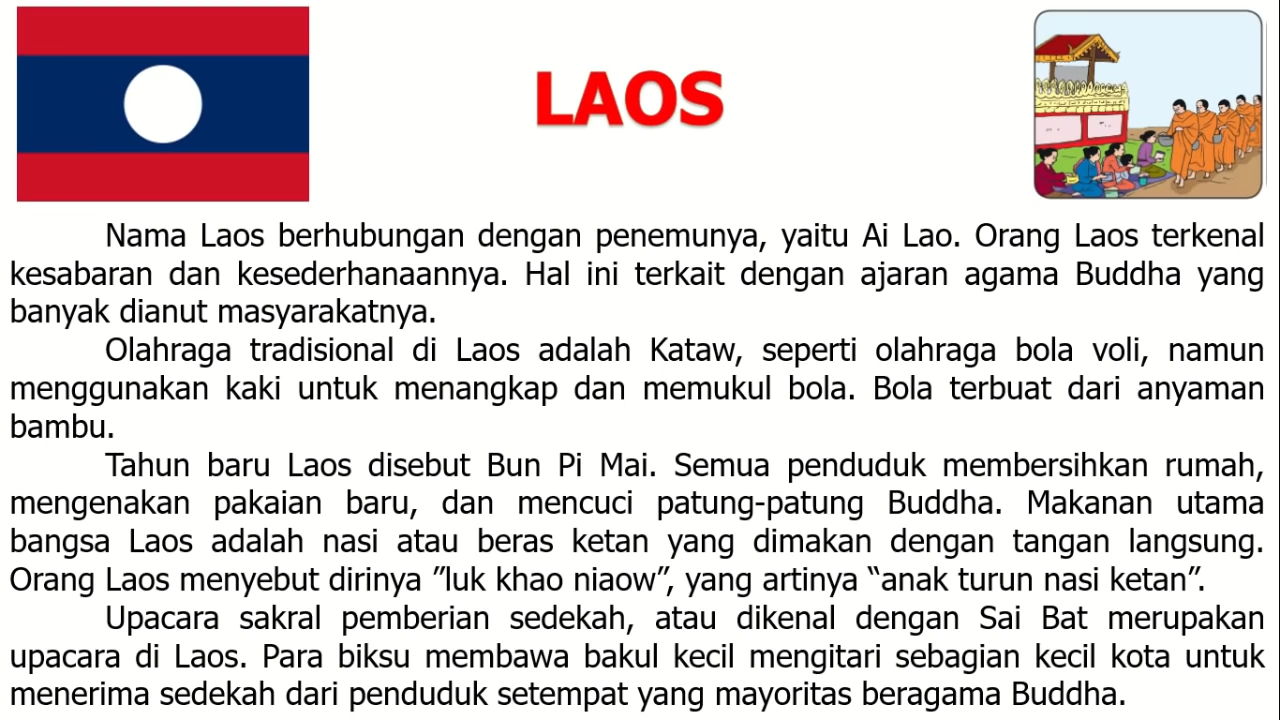 LAOS
Nama Laos berhubungan dengan penemunya, yaitu Ai Lao. Orang Laos terkenal
kesabaran dan kesederhanaannya. Hal ini terkait dengan ajaran agama Buddha yang
banyak dianut masyarakatnya.
Olahraga tradisional di Laos adalah Kataw, seperti olahraga bola voli, namun
menggunakan kaki untuk menangkap dan memukul bola. Bola terbuat dari anyaman
bambu.
Tahun baru Laos disebut Bun Pi Mai. Semua penduduk membersihkan rumah,
mengenakan pakaian baru, dan mencuci patung-patung Buddha. Makanan utama
bangsa Laos adalah nasi atau beras ketan yang dimakan dengan tangan langsung.
Orang Laos menyebut dirinya ”luk khao niaow”, yang artinya “anak turun nasi ketan”.
Upacara sakral pemberian sedekah, atau dikenal dengan Sai Bat merupakan
upacara di Laos. Para biksu membawa bakul kecil mengitari sebagian kecil kota untuk
menerima sedekah dari penduduk setempat yang mayoritas beragama Buddha.